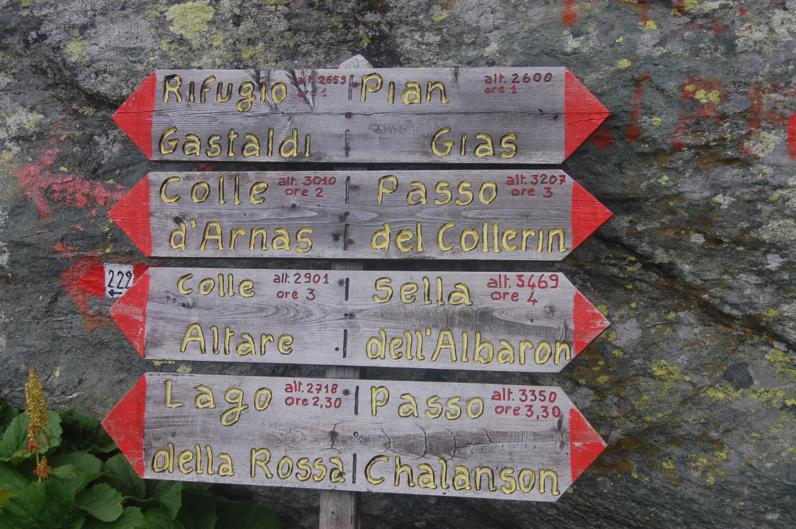 Rifugio alt. 2659 Pian alt. 2600
ore 1 ore 1
Gastaldi Gias
Colle alt. 3010 Passo alt. 3207
ore 2 ore 3
d'Arnas del Collerin
222
Colle alt. 2901 Sella alt. 3469
ore 3 ore 4
Altare dell'Albaron
Lago alt. 2718 Passo alt. 3350
ore 2,30 ore 3,30
della Rossa Chalanson